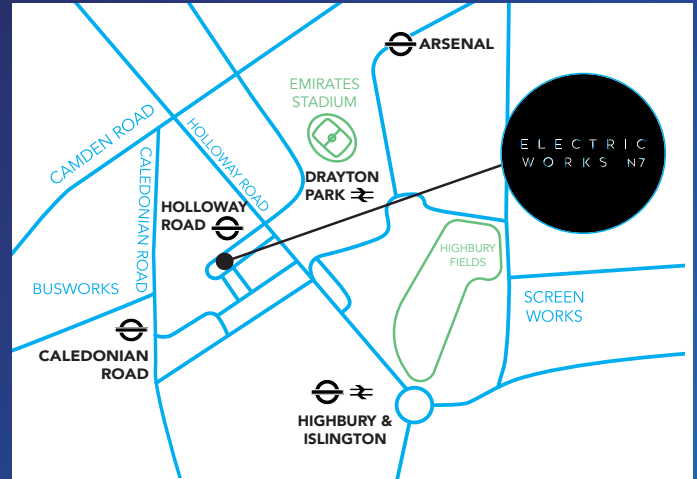 ARSENAL
EMIRATES
STADIUM
CAMDEN ROAD
HOLLOWAY ROAD
CALEDONIAN ROAD
ELECTRIC
WORKS N7
DRAYTON
PARK
HOLLOWAY
ROAD
HIGHBURY
FIELDS
BUSWORKS
SCREEN
WORKS
CALEDONIAN
ROAD
HIGHBURY &
ISLINGTON